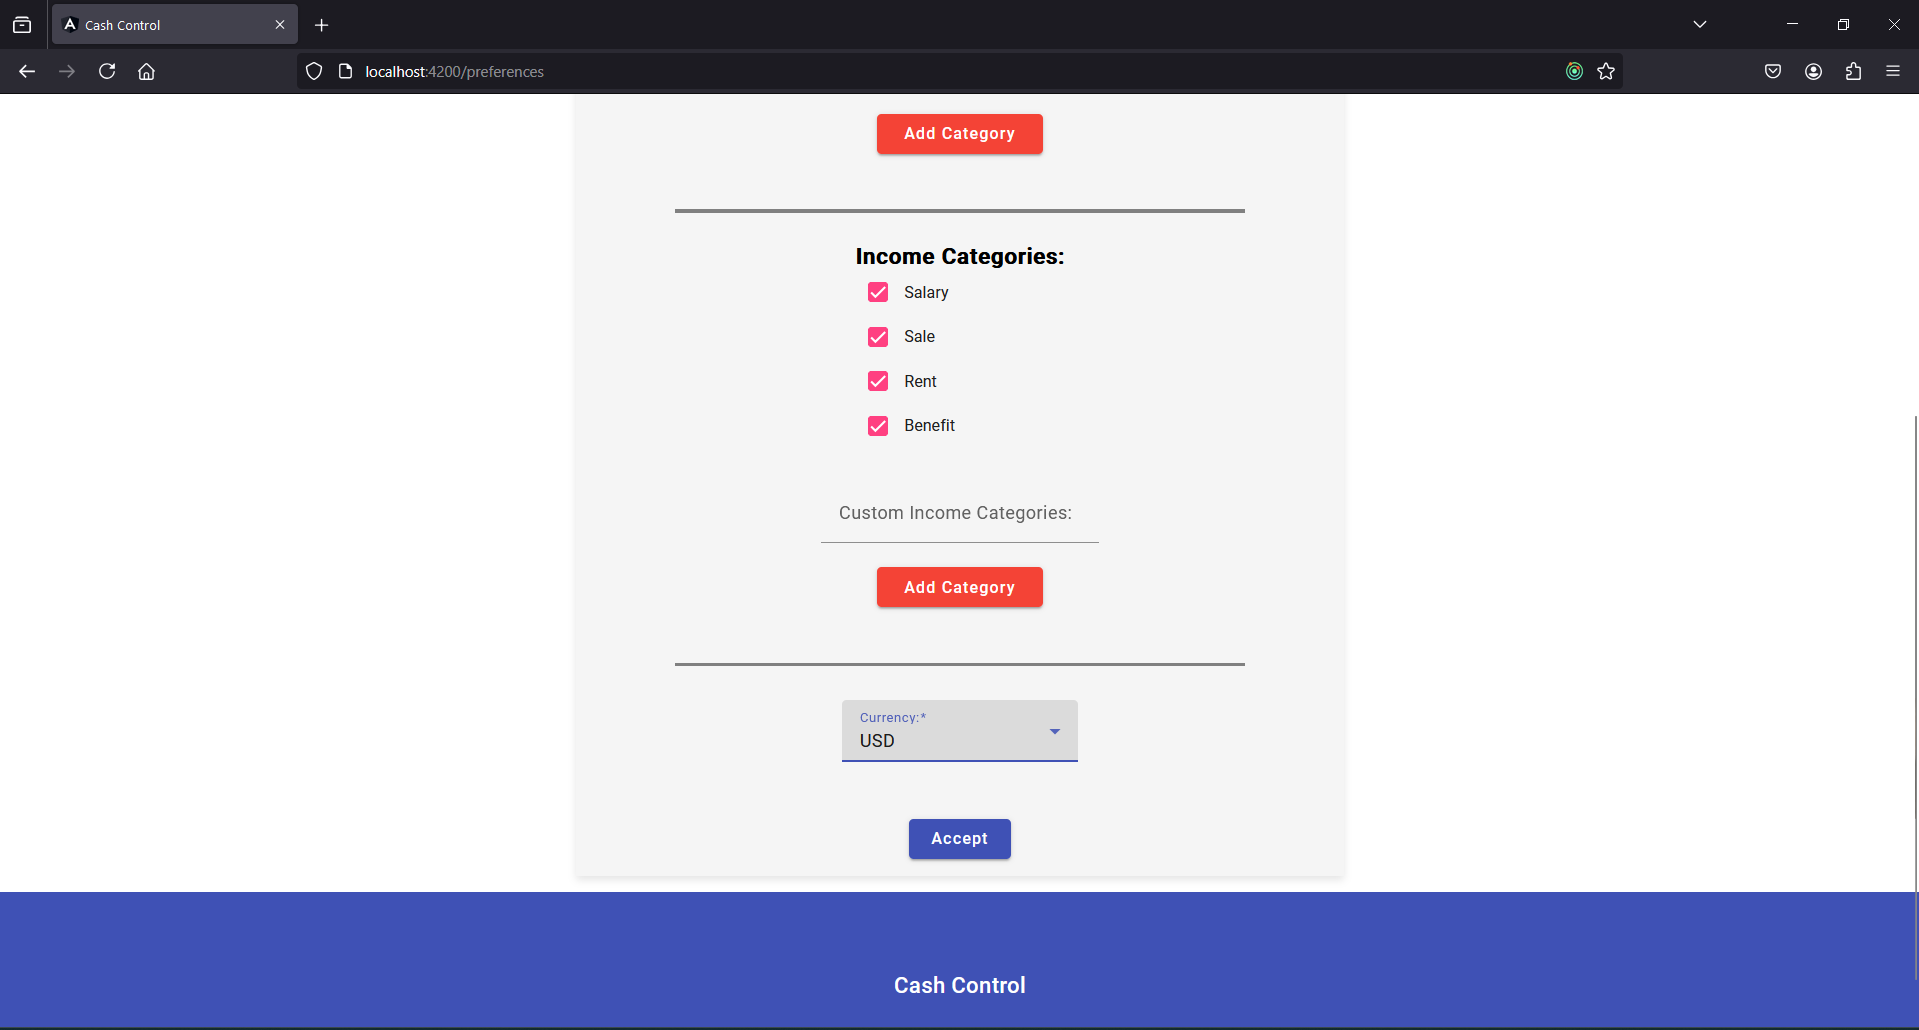 Cash Control
localhost:4200/preferences
Add Category
Income Categories:
Salary
Sale
Rent
Benefit
Custom Income Categories:
Add Category
Currency:*
USD
Accept
Cash Control